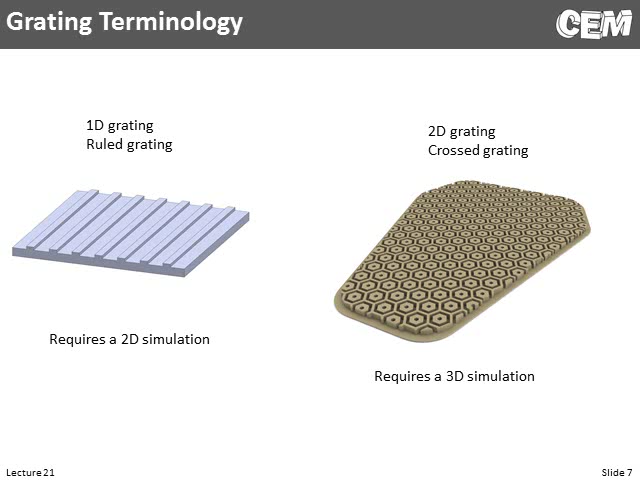 Grating Terminology
CEM
1D grating
Ruled grating
2D grating
Crossed grating
Requires a 2D simulation
Requires a 3D simulation
Lecture 21
Slide 7